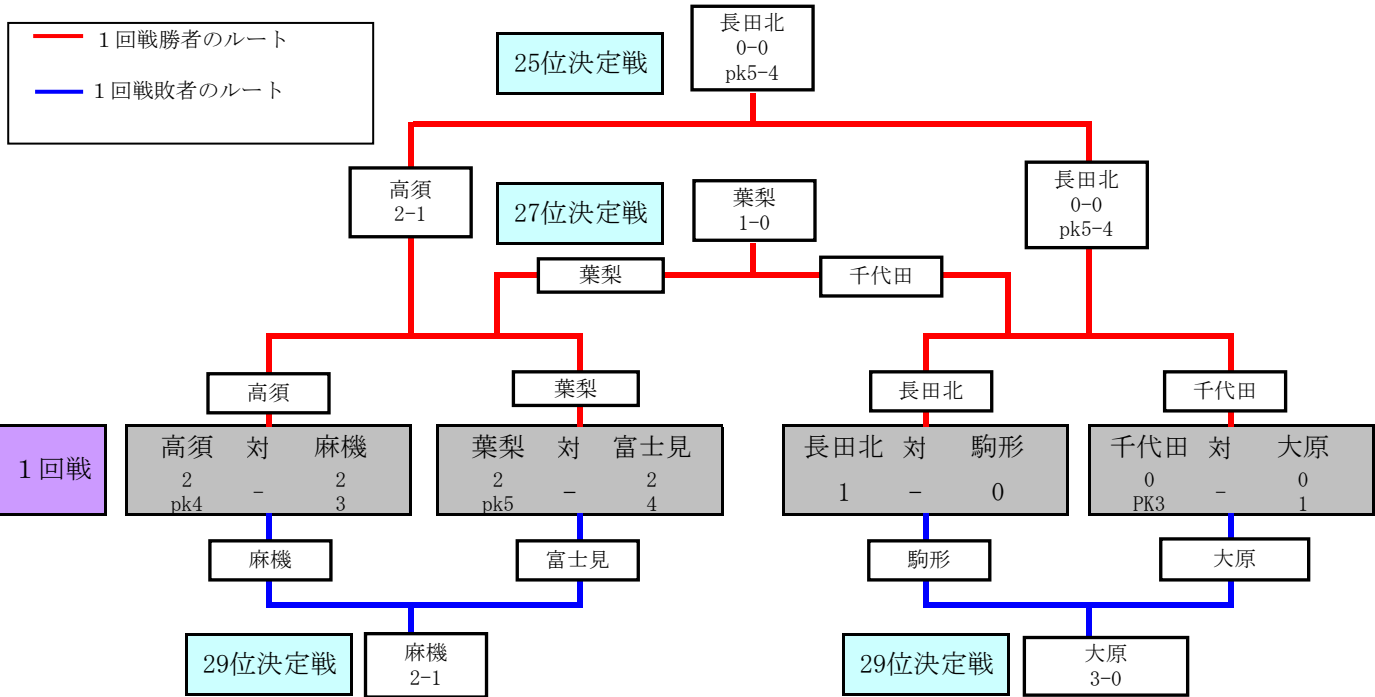 １回戦勝者のルート
１回戦敗者のルート
25位決定戦
長田北
0-0
pk5-4
高須
2-1
27位決定戦
葉梨
1-0
長田北
0-0
pk5-4
葉梨
千代田
高須
葉梨
長田北
千代田
１回戦
高須 対 麻機
2 - 2
pk4 3
葉梨 対 富士見
2 - 2
pk5 4
長田北 対 駒形
1 - 0
千代田 対 大原
0 - 0
PK3 1
麻機
富士見
駒形
大原
29位決定戦
麻機
2-1
29位決定戦
大原
3-0